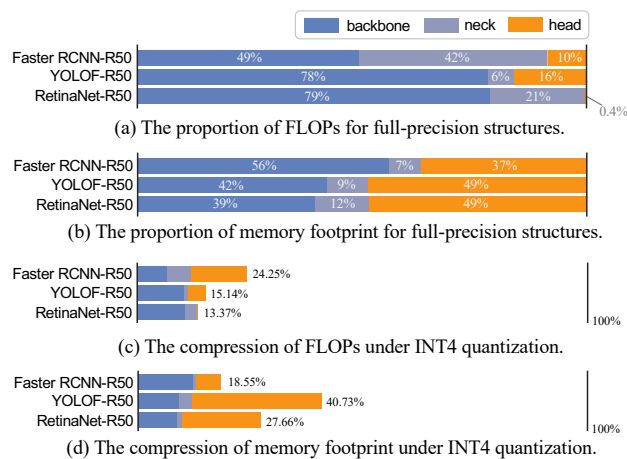 backbone neck head
Faster RCNN-R50 49% 42% 10%
YOLOF-R50 78% 6% 16%
RetinaNet-R50 79% 21%
0.4%
(a) The proportion of FLOPs for full-precision structures.
Faster RCNN-R50 56% 7% 37%
YOLOF-R50 42% 9% 49%
RetinaNet-R50 39% 12% 49%
(b) The proportion of memory footprint for full-precision structures.
Faster RCNN-R50 24.25%
YOLOF-R50 15.14%
RetinaNet-R50 13.37%
100%
(c) The compression of FLOPs under INT4 quantization.
Faster RCNN-R50 18.55%
YOLOF-R50 40.73%
RetinaNet-R50 27.66%
100%
(d) The compression of memory footprint under INT4 quantization.